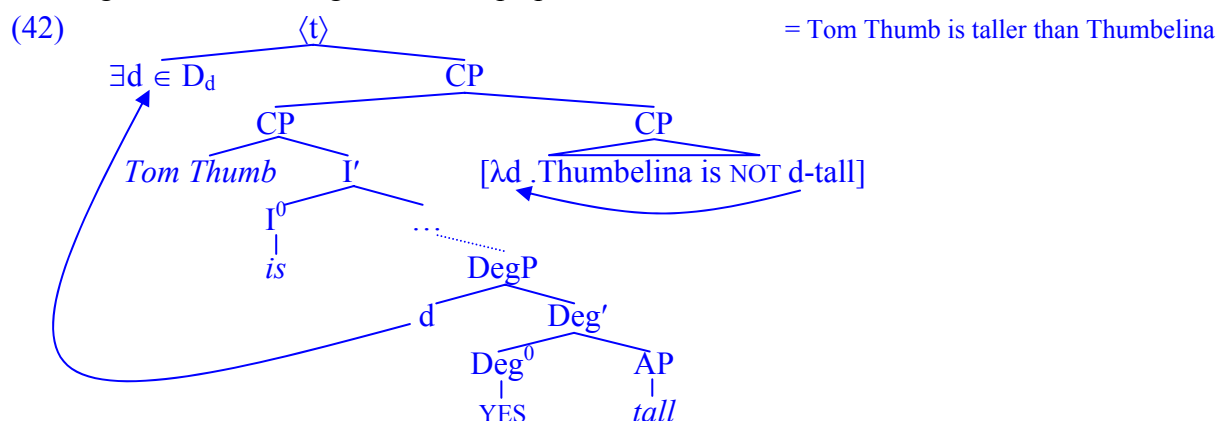 (42) ⟨t⟩ = Tom Thumb is taller than Thumbelina
∃d ∈ D_d CP
CP CP
Tom Thumb I′ [λd .Thumbelina is NOT d-tall]
I⁰ …
is DegP
d Deg′
Deg⁰ AP
YES tall